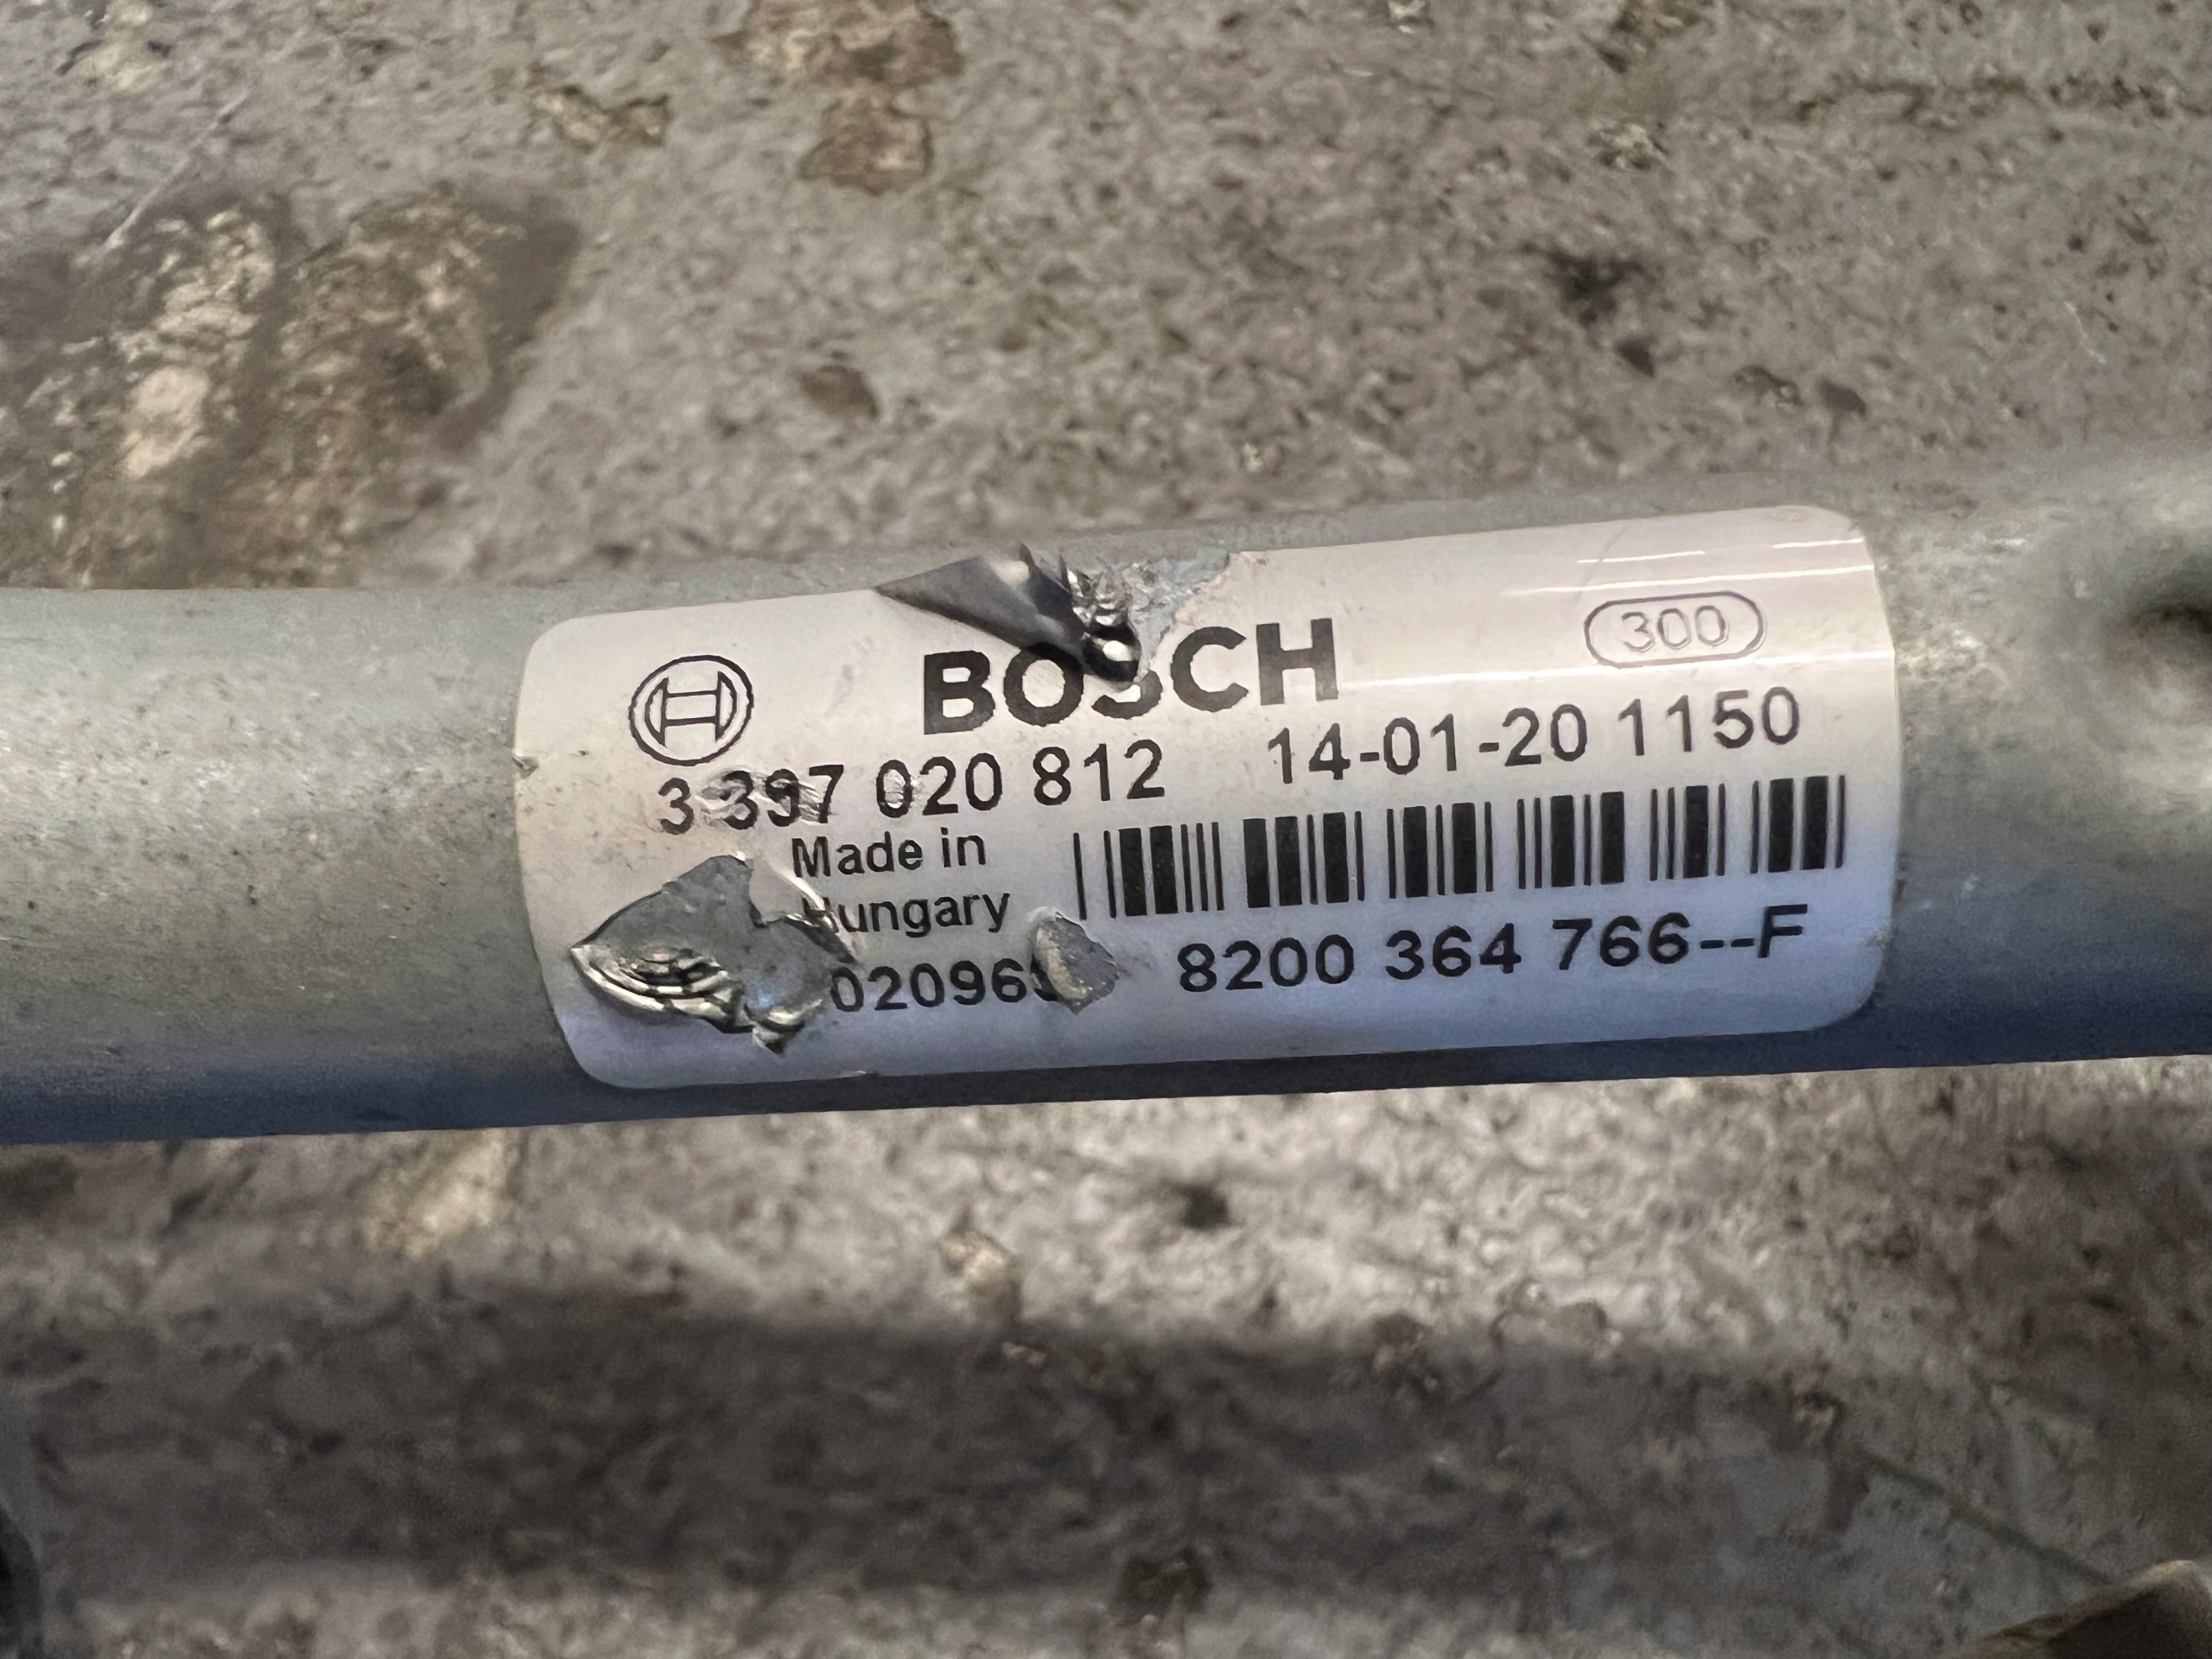 BOSCH
300
3 397 020 812 14-01-20 1150
Made in
Hungary
8200 364 766--F